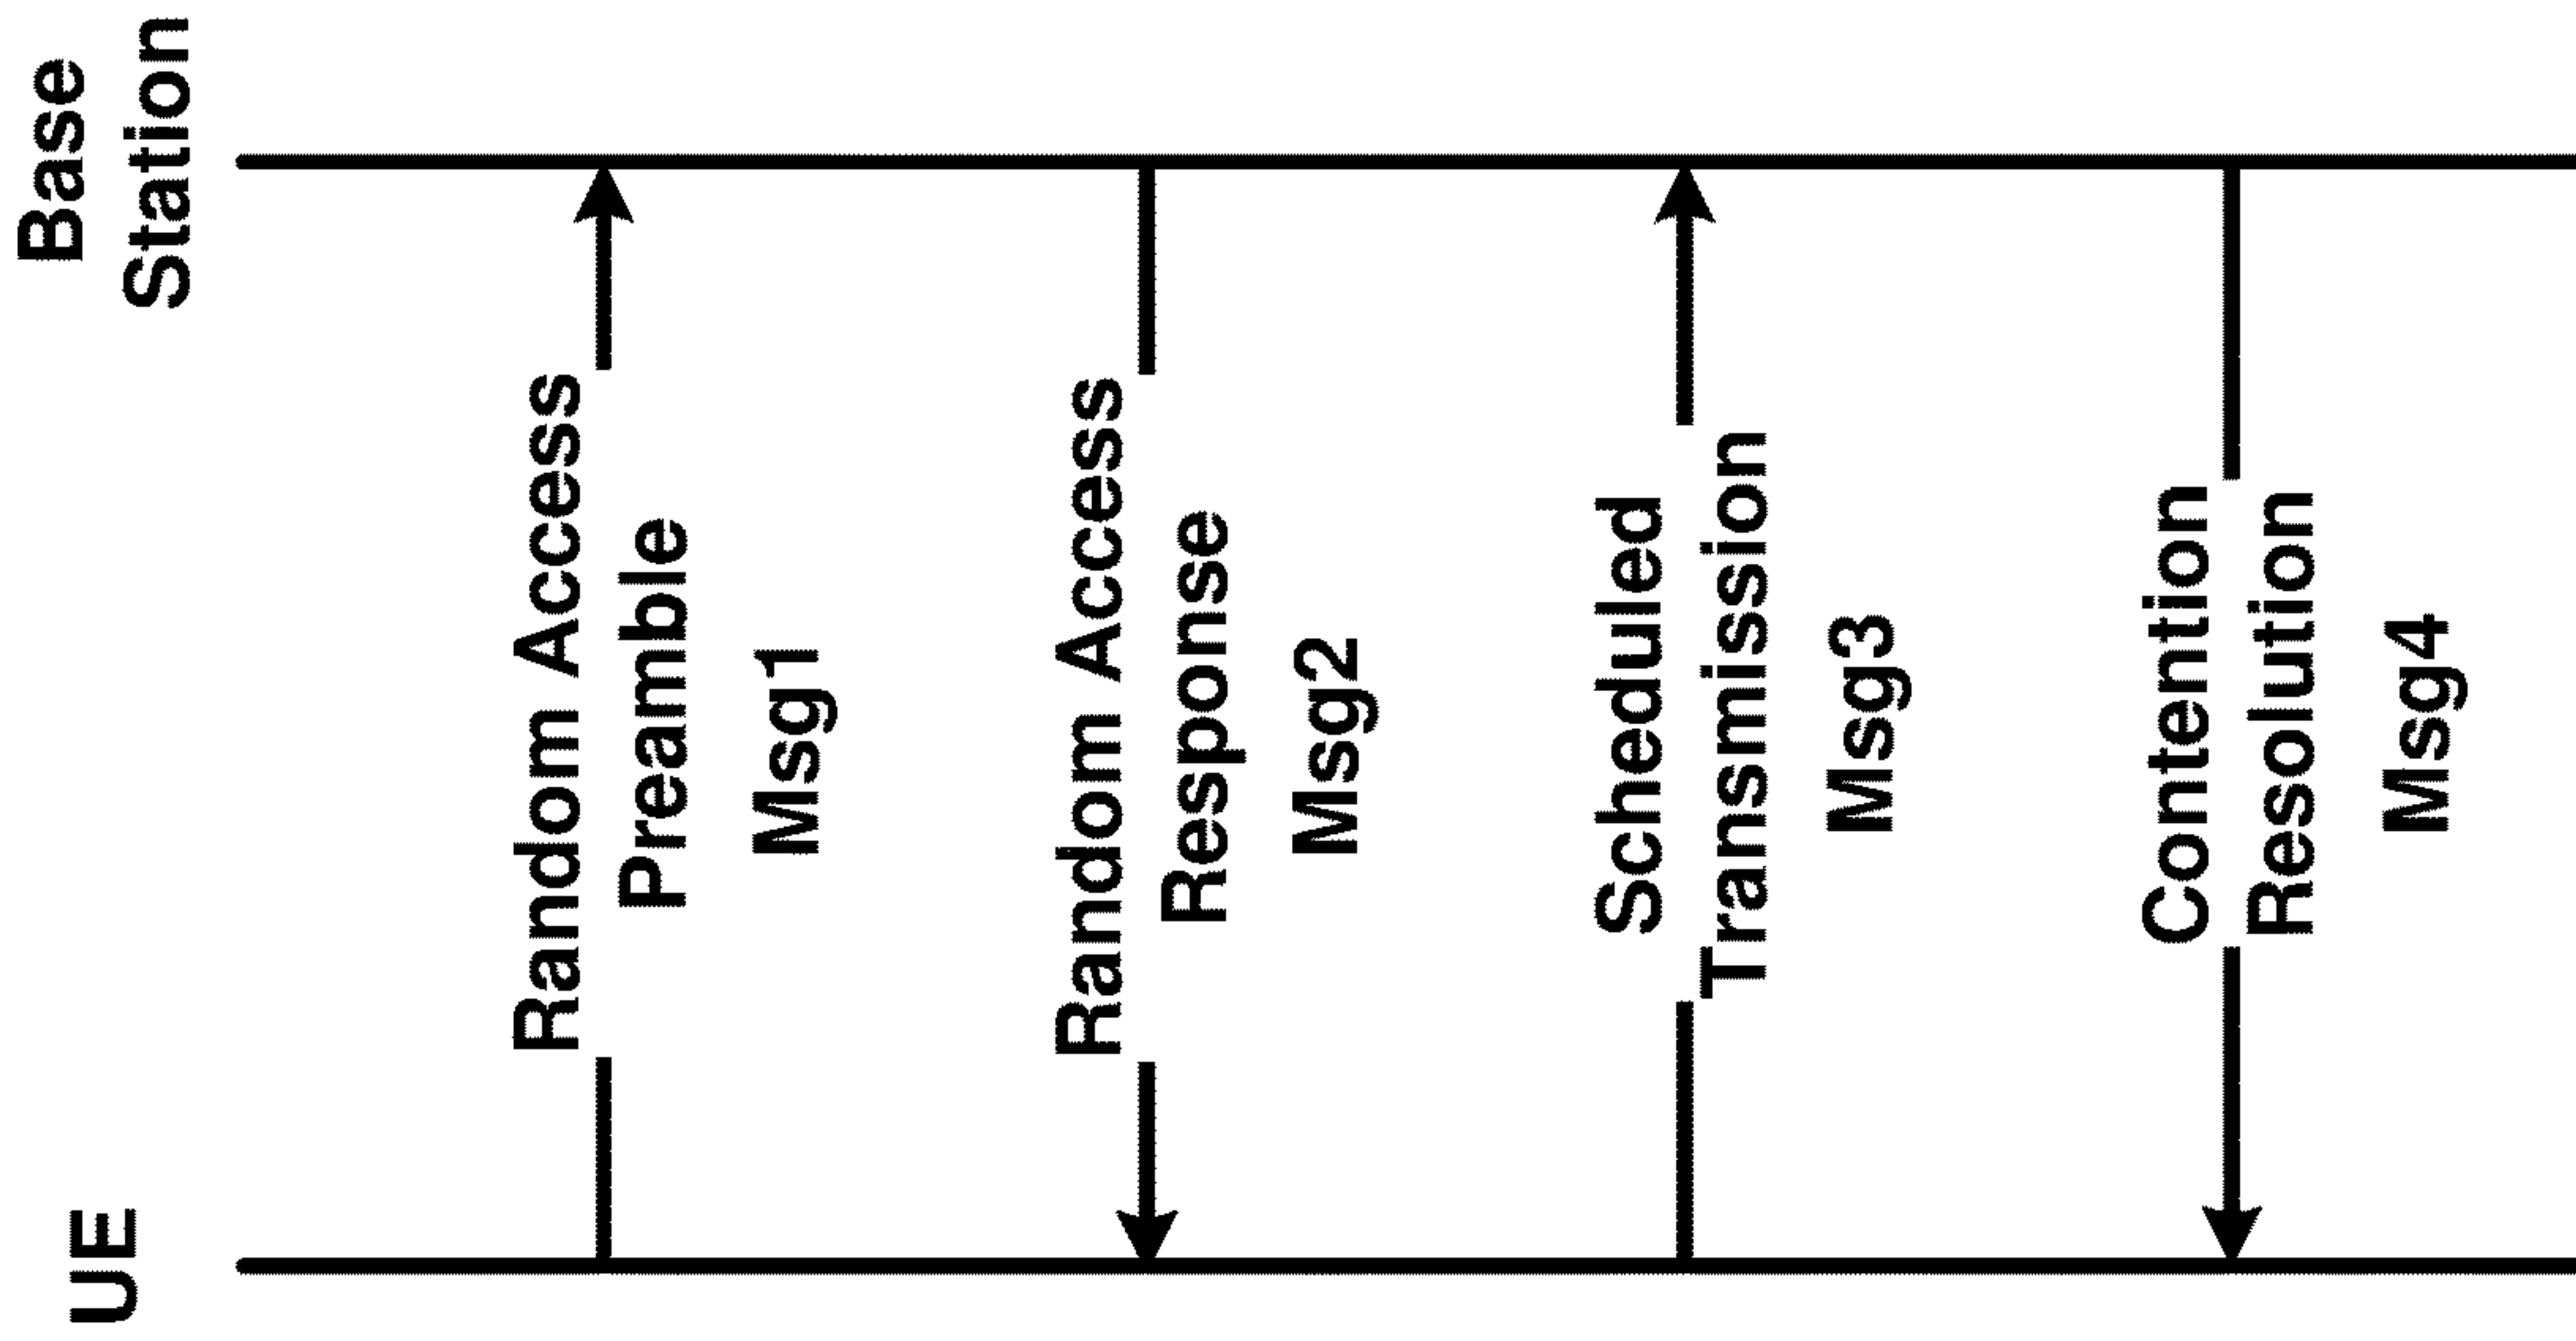 UE
Base
Station
Random Access
Preamble
Msg1
Random Access
Response
Msg2
Scheduled
Transmission
Msg3
Contention
Resolution
Msg4